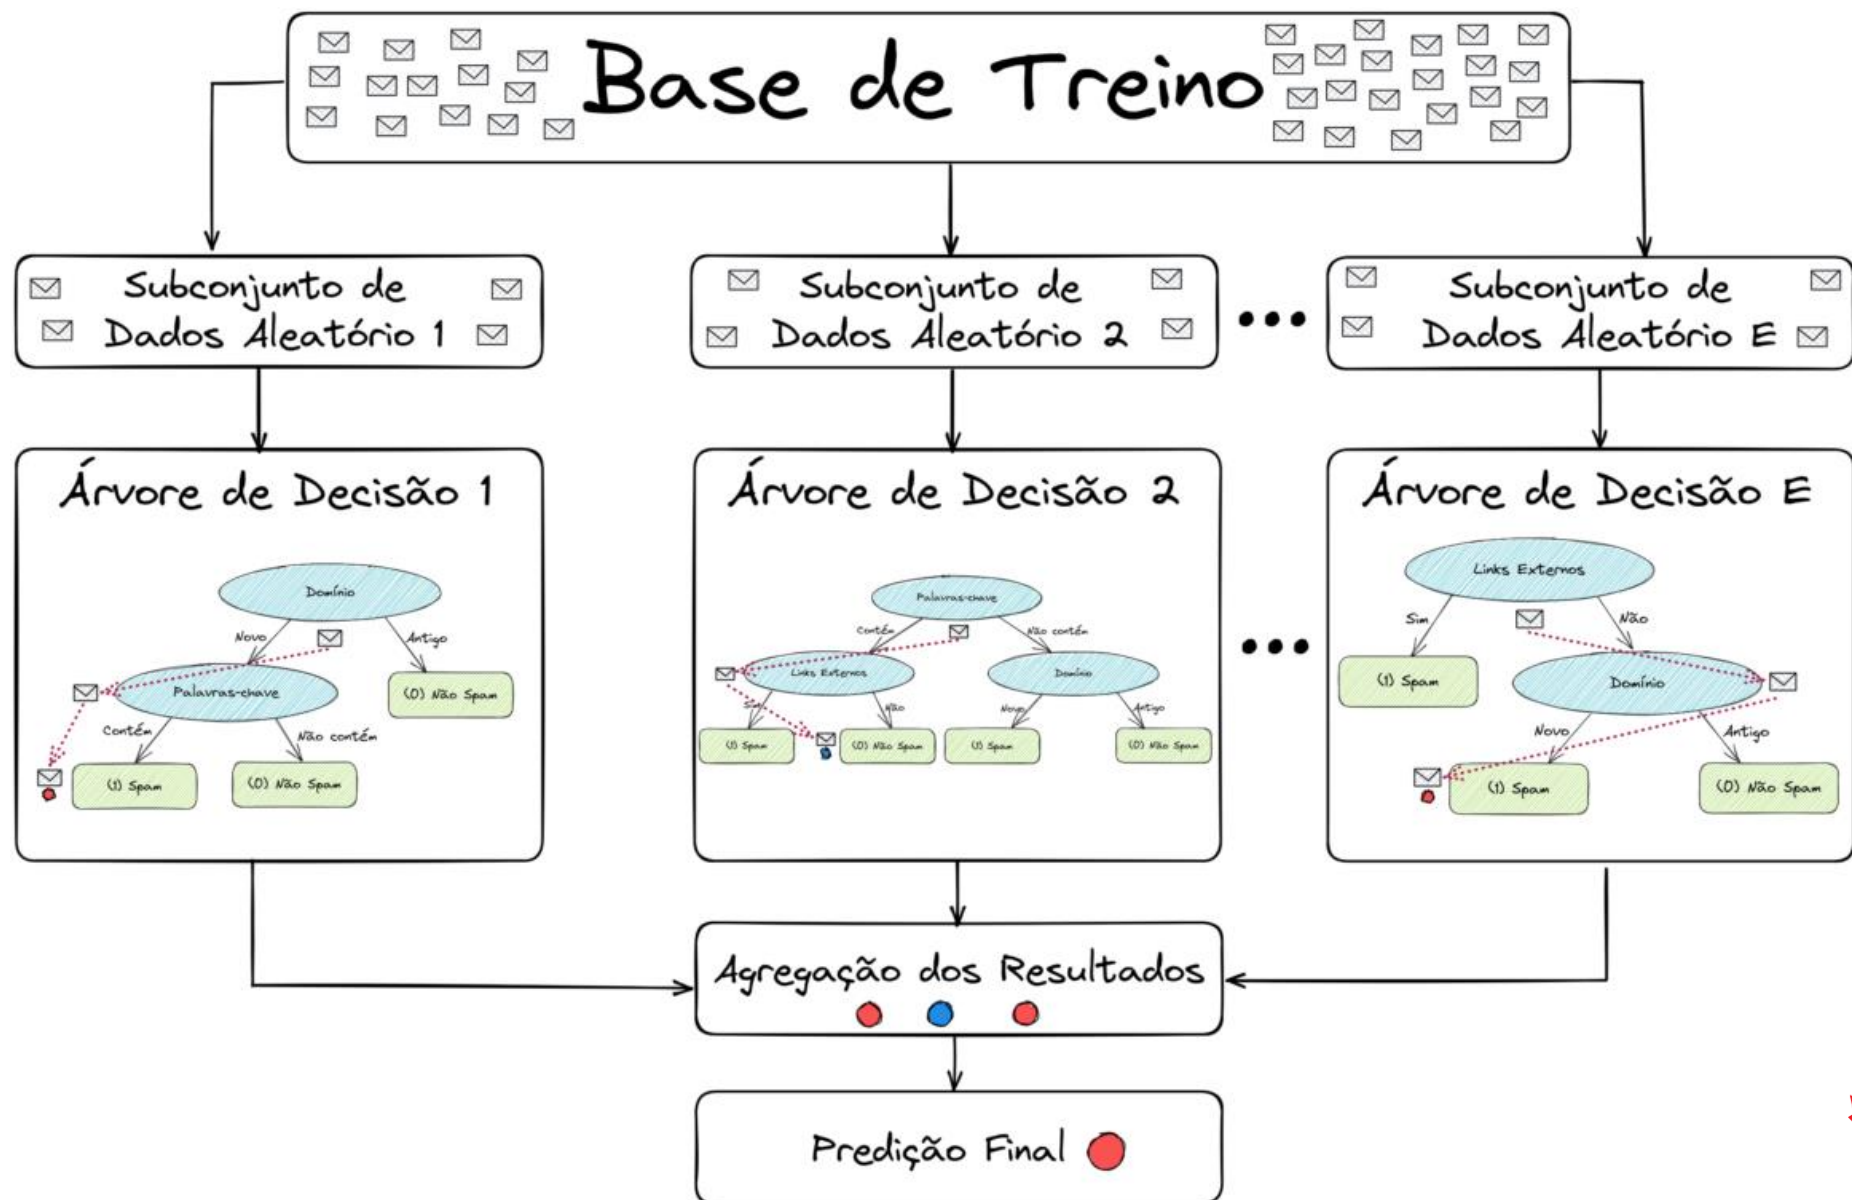 Base de Treino
Subconjunto de
Dados Aleatório 1
Subconjunto de
Dados Aleatório 2
Subconjunto de
Dados Aleatório E
Árvore de Decisão 1
Domínio
Novo
Antigo
Palavras-chave
(0) Não Spam
Contém
Não contém
(1) Spam
(0) Não Spam
Árvore de Decisão 2
Palavras-chave
Contém
Não contém
Links Externos
Domínio
Sim
Não
Novo
Antigo
(1) Spam
(0) Não Spam
(1) Spam
(0) Não Spam
Árvore de Decisão E
Links Externos
Sim
Não
(1) Spam
Domínio
Novo
Antigo
(1) Spam
(0) Não Spam
Agregação dos Resultados
Predição Final